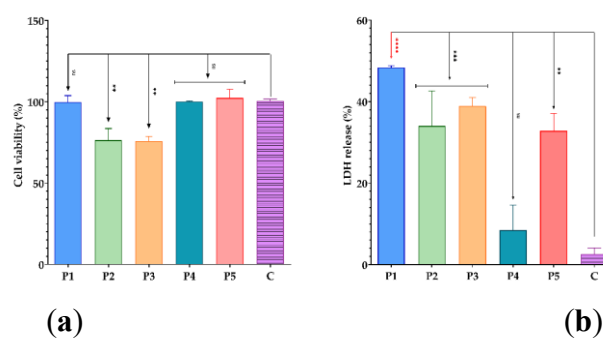 150
100
50
0
Cell viability (%)
ns
**
**
ns
P1 P2 P3 P4 P5 C
60
40
20
0
LDH release (%)
****
***
**
P1 P2 P3 P4 P5 C
(a)
(b)